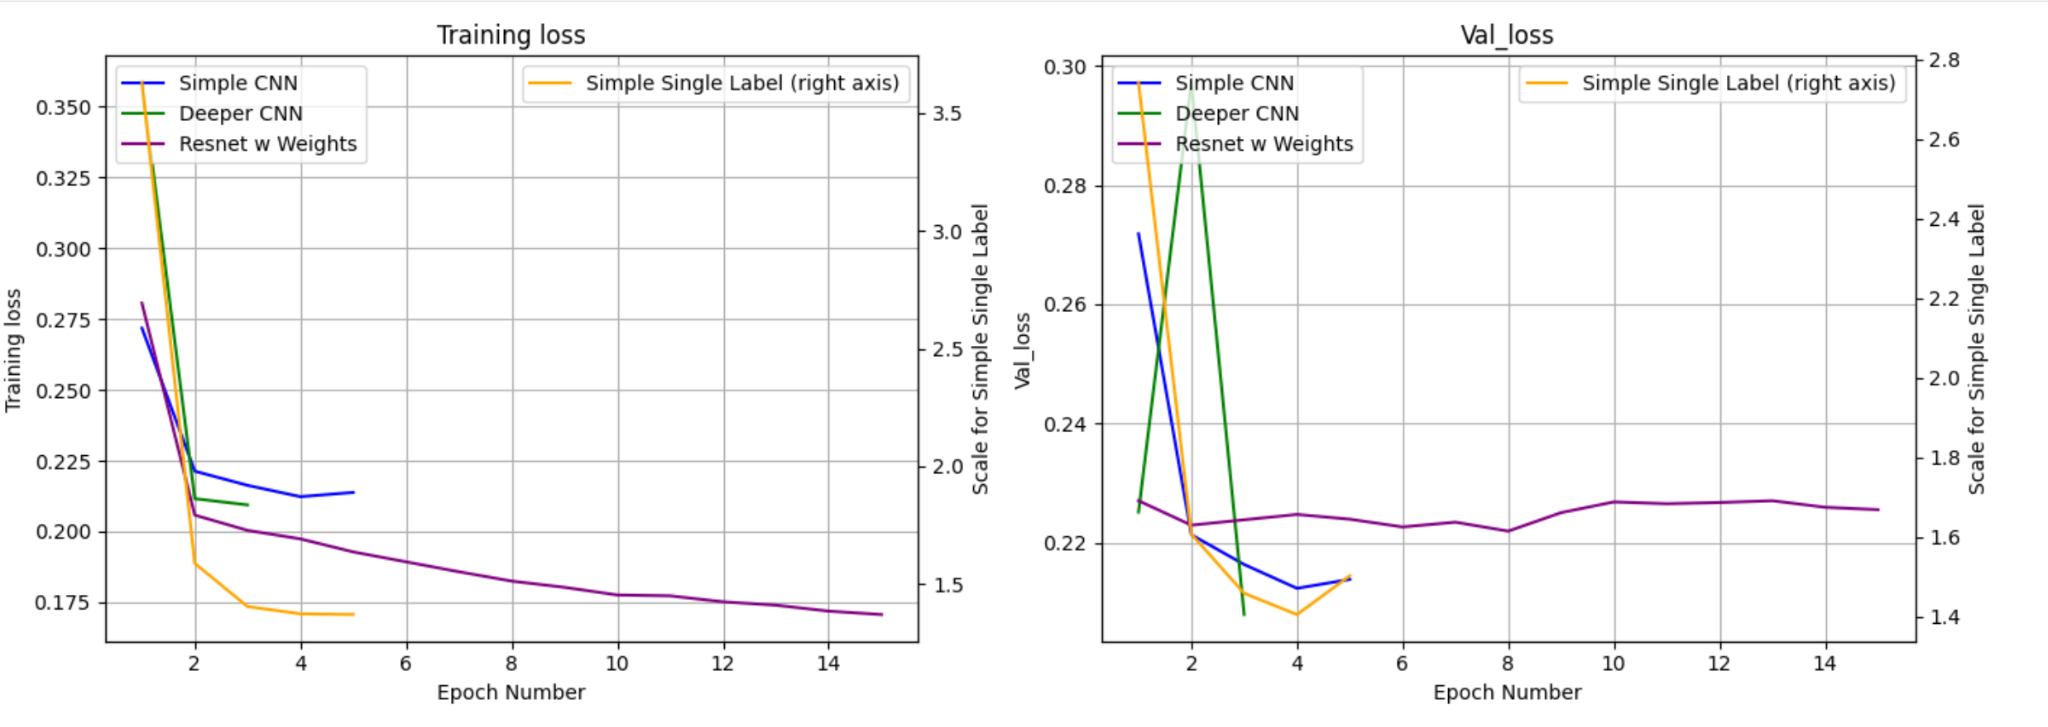 Training loss
Simple CNN
Deeper CNN
Resnet w Weights
Simple Single Label (right axis)
0.350
0.325
0.300
0.275
0.250
0.225
0.200
0.175
Training loss
3.5
3.0
2.5
2.0
1.5
Scale for Simple Single Label
2 4 6 8 10 12 14
Epoch Number
Val_loss
Simple CNN
Deeper CNN
Resnet w Weights
Simple Single Label (right axis)
0.30
0.28
0.26
0.24
0.22
Val_loss
2.8
2.6
2.4
2.2
2.0
1.8
1.6
1.4
Scale for Simple Single Label
2 4 6 8 10 12 14
Epoch Number